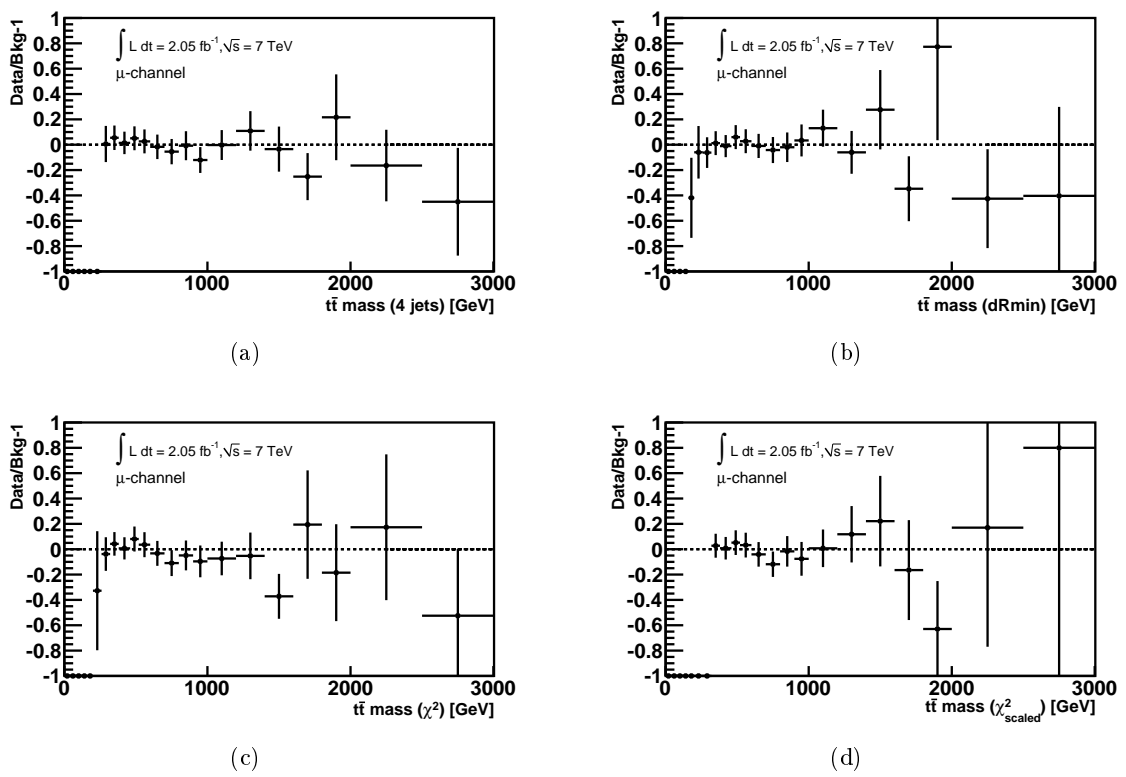 Data/Bkg-1
1
0.8
0.6
0.4
0.2
0
-0.2
-0.4
-0.6
-0.8
-1
∫ L dt = 2.05 fb⁻¹,√s = 7 TeV
μ-channel
0 1000 2000 3000
tt̄ mass (4 jets) [GeV]
(a)
Data/Bkg-1
1
0.8
0.6
0.4
0.2
0
-0.2
-0.4
-0.6
-0.8
-1
∫ L dt = 2.05 fb⁻¹,√s = 7 TeV
μ-channel
0 1000 2000 3000
tt̄ mass (dRmin) [GeV]
(b)
Data/Bkg-1
1
0.8
0.6
0.4
0.2
0
-0.2
-0.4
-0.6
-0.8
-1
∫ L dt = 2.05 fb⁻¹,√s = 7 TeV
μ-channel
0 1000 2000 3000
tt̄ mass (χ²) [GeV]
(c)
Data/Bkg-1
1
0.8
0.6
0.4
0.2
0
-0.2
-0.4
-0.6
-0.8
-1
∫ L dt = 2.05 fb⁻¹,√s = 7 TeV
μ-channel
0 1000 2000 3000
tt̄ mass (χ²scaled) [GeV]
(d)